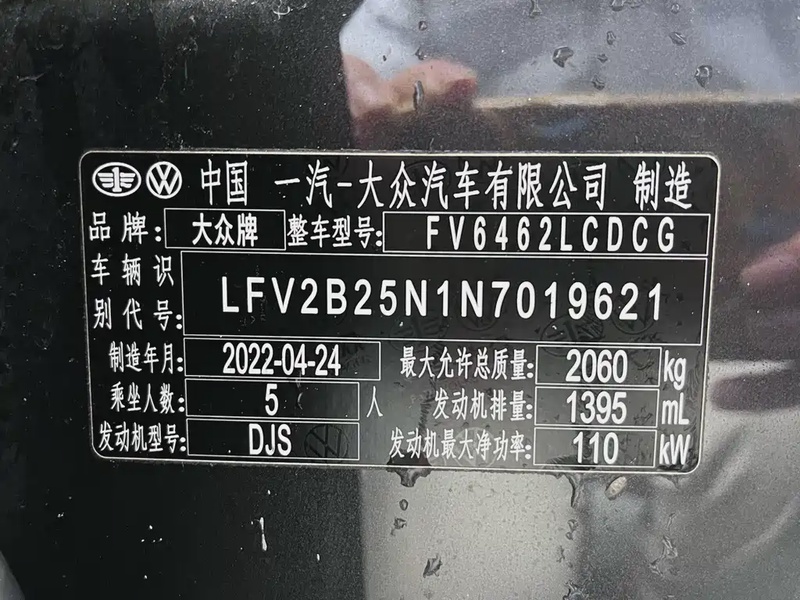 中国 一汽-大众汽车有限公司 制造
品牌: 大众牌 整车型号: FV6462LCDCG
车辆识别代号: LFV2B25N1N7019621
制造年月: 2022-04-24 最大允许总质量: 2060 kg
乘坐人数: 5 人 发动机排量: 1395 mL
发动机型号: DJS 发动机最大净功率: 110 kW